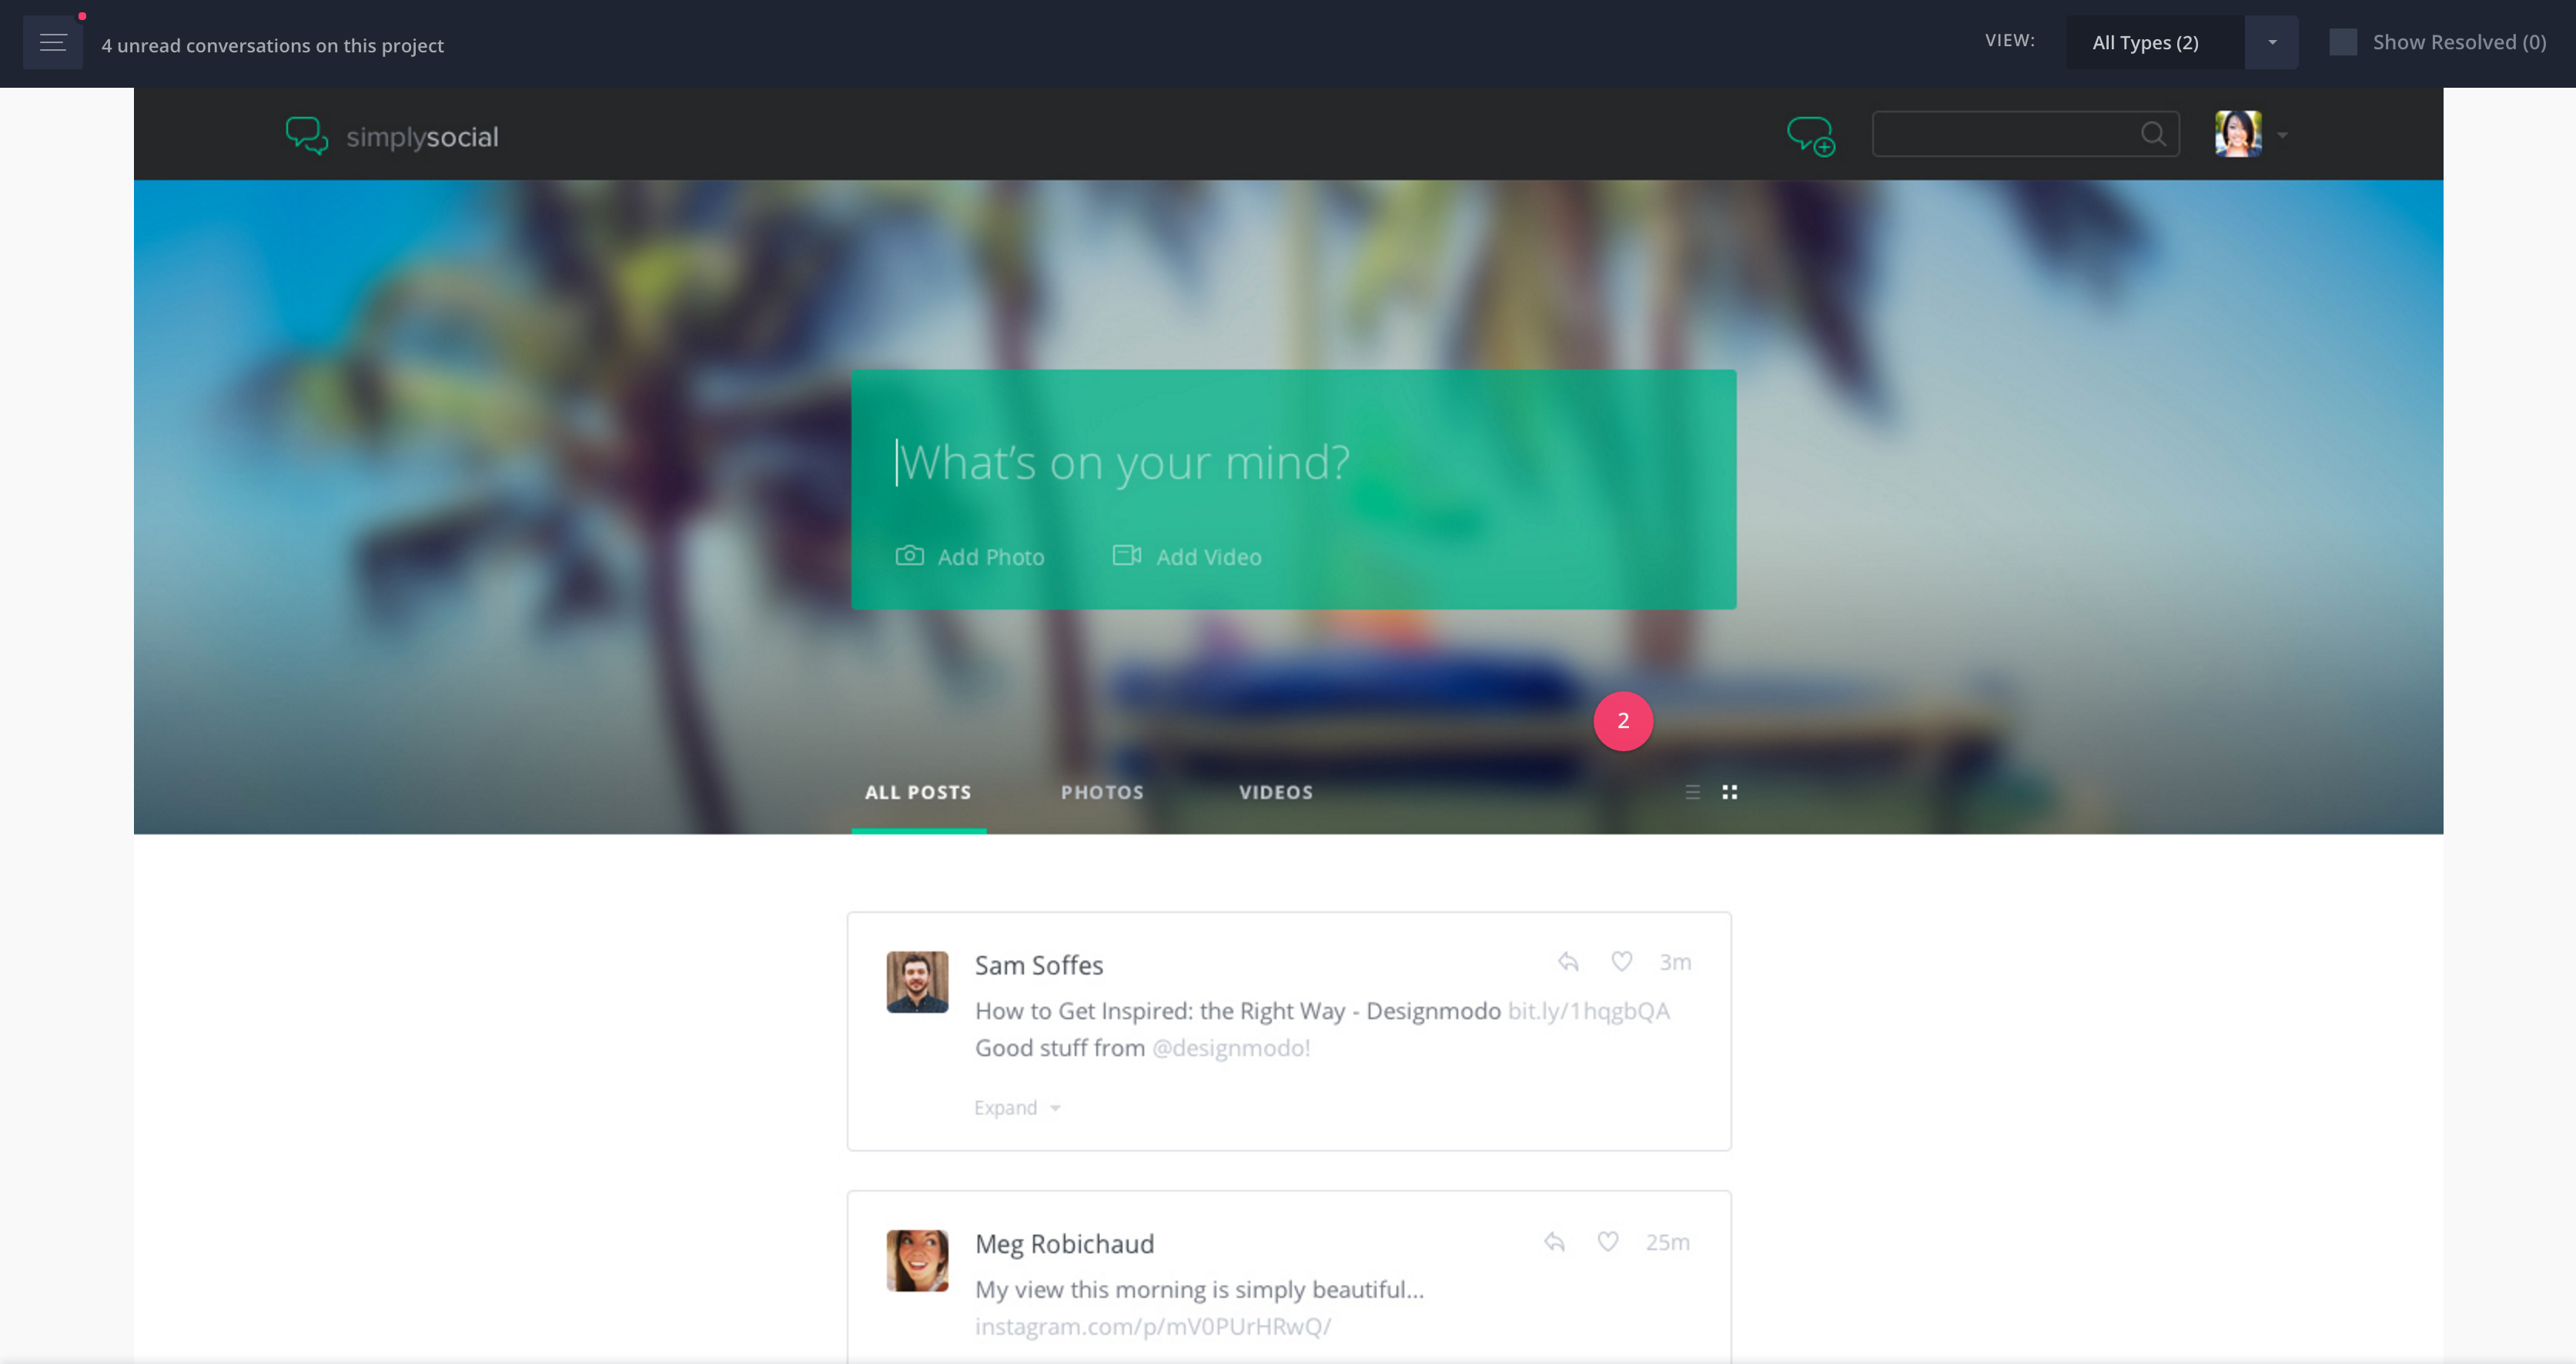 4 unread conversations on this project
VIEW:
All Types (2)
Show Resolved (0)
simplysocial
What's on your mind?
Add Photo
Add Video
2
ALL POSTS
PHOTOS
VIDEOS
Sam Soffes
3m
How to Get Inspired: the Right Way - Designmodo bit.ly/1hqgbQA
Good stuff from @designmodo!
Expand
Meg Robichaud
25m
My view this morning is simply beautiful...
instagram.com/p/mV0PUrHRwQ/